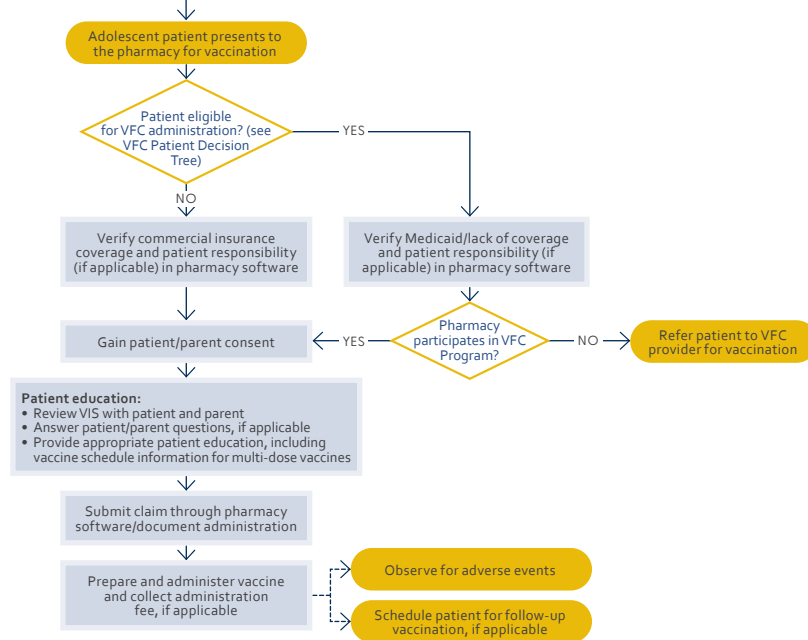 Adolescent patient presents to
the pharmacy for vaccination
Patient eligible
for VFC administration? (see
VFC Patient Decision
Tree)
YES
NO
Verify commercial insurance
coverage and patient responsibility
(if applicable) in pharmacy software
Verify Medicaid/lack of coverage
and patient responsibility (if
applicable) in pharmacy software
Gain patient/parent consent
YES
Pharmacy
participates in VFC
Program?
NO
Refer patient to VFC
provider for vaccination
Patient education:
• Review VIS with patient and parent
• Answer patient/parent questions, if applicable
• Provide appropriate patient education, including
vaccine schedule information for multi-dose vaccines
Submit claim through pharmacy
software/document administration
Prepare and administer vaccine
and collect administration
fee, if applicable
Observe for adverse events
Schedule patient for follow-up
vaccination, if applicable